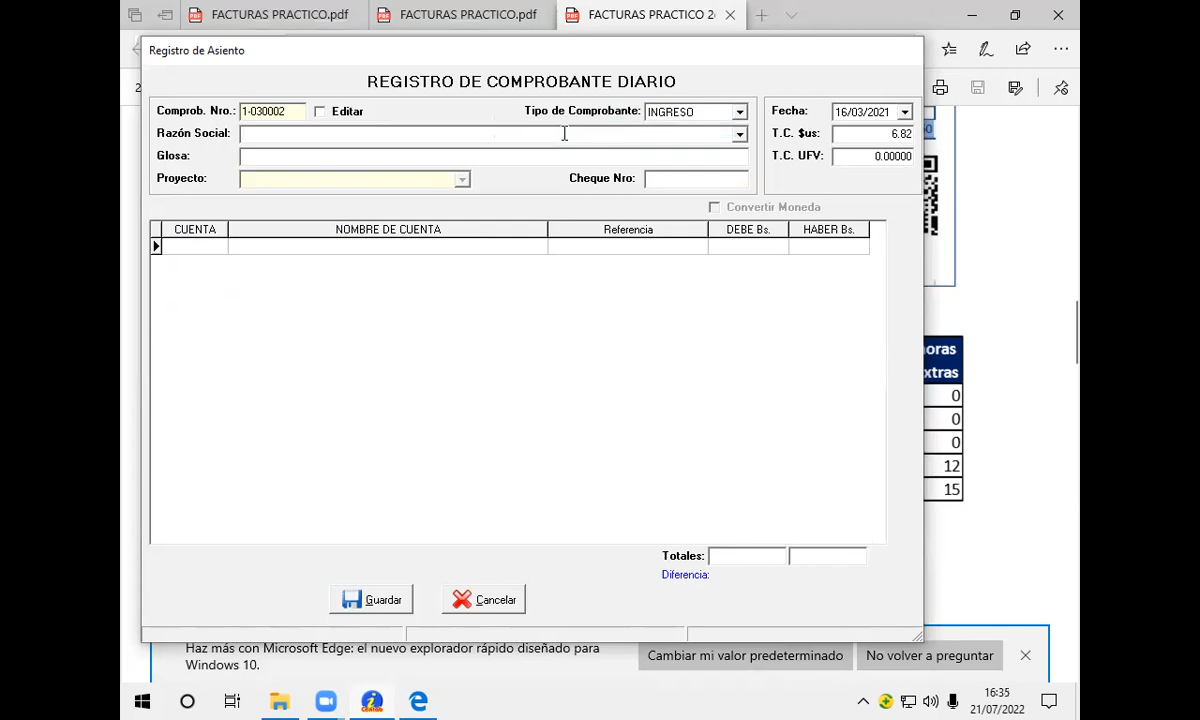 FACTURAS PRACTICO.pdf
FACTURAS PRACTICO.pdf
FACTURAS PRACTICO 2
Registro de Asiento
REGISTRO DE COMPROBANTE DIARIO
Comprob. Nro.: 1-030002 Editar Tipo de Comprobante: INGRESO Fecha: 16/03/2021
Razón Social: T.C. $us: 6.82
Glosa: T.C. UFV: 0.00000
Proyecto: Cheque Nro:
Convertir Moneda
CUENTA NOMBRE DE CUENTA Referencia DEBE Bs. HABER Bs.
oras
xtras
0
0
0
12
15
Totales:
Diferencia:
Guardar Cancelar
Haz más con Microsoft Edge: el nuevo explorador rápido diseñado para
Windows 10.
Cambiar mi valor predeterminado No volver a preguntar
16:35
21/07/2022